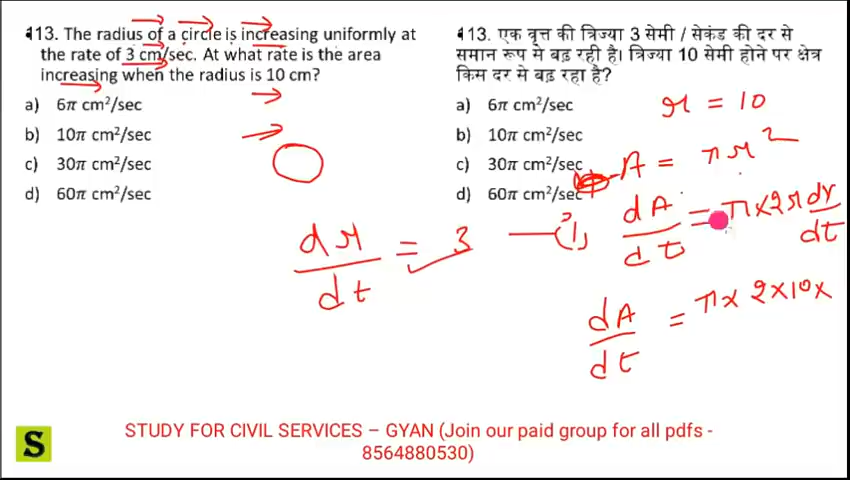 113. The radius of a circle is increasing uniformly at
the rate of 3 cm/sec. At what rate is the area
increasing when the radius is 10 cm?
a) 6π cm²/sec
b) 10π cm²/sec
c) 30π cm²/sec
d) 60π cm²/sec
113. एक वृत्त की त्रिज्या 3 सेमी / सेकंड की दर से
समान रूप से बढ़ रही है। त्रिज्या 10 सेमी होने पर क्षेत्र
किस दर से बढ़ रहा है?
a) 6π cm²/sec
b) 10π cm²/sec
c) 30π cm²/sec
d) 60π cm²/sec
r = 10
A = πr²
dr/dt = 3 —(1)
dA/dt = π×2r dr/dt
dA/dt = π×2×10×
S
STUDY FOR CIVIL SERVICES – GYAN (Join our paid group for all pdfs -
8564880530)